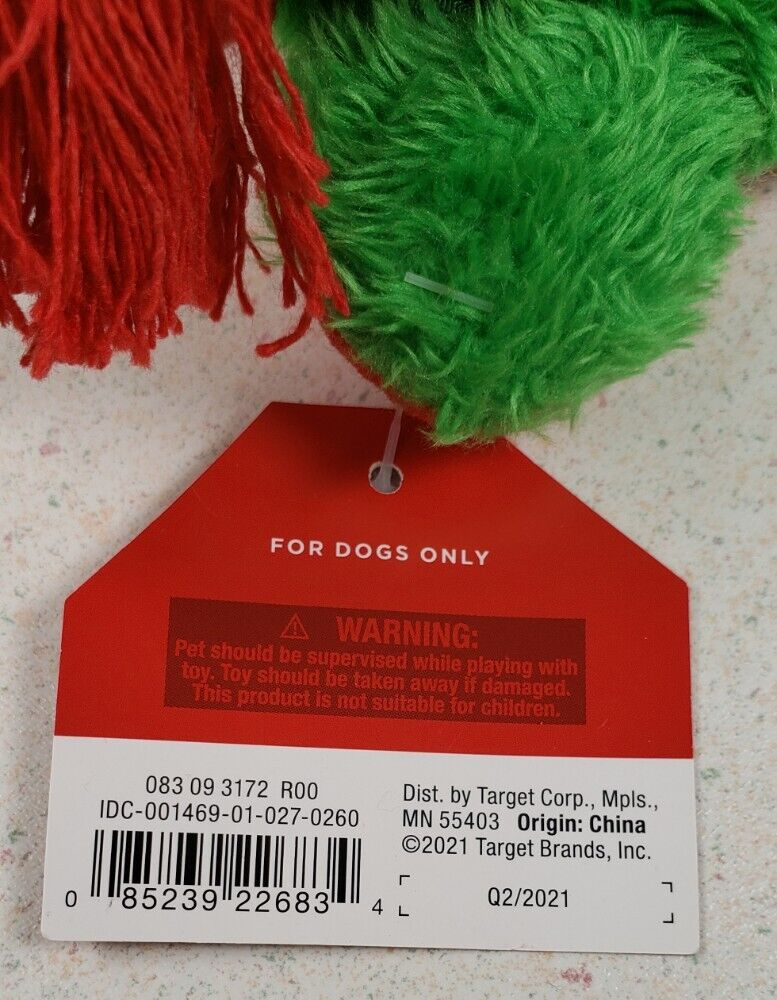 FOR DOGS ONLY
⚠ WARNING:
Pet should be supervised while playing with
toy. Toy should be taken away if damaged.
This product is not suitable for children.
083 09 3172 R00
IDC-001469-01-027-0260
0 85239 22683 4
Dist. by Target Corp., Mpls.,
MN 55403 Origin: China
©2021 Target Brands, Inc.
Q2/2021